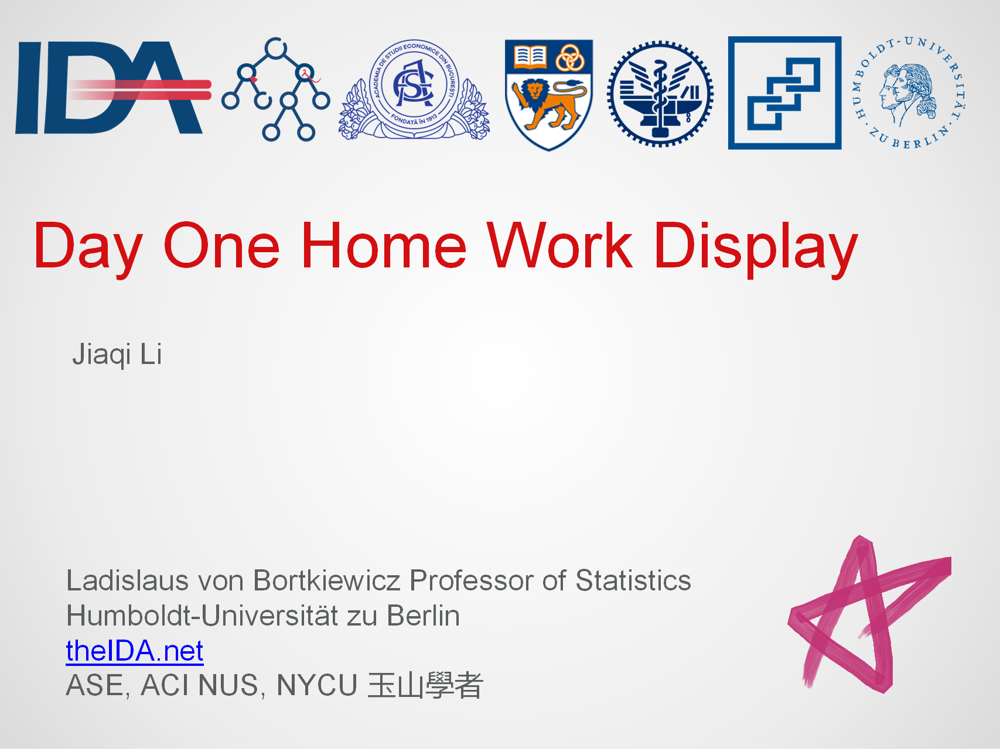 IDA
ACADEMIA DE STUDII ECONOMICE DIN BUCUREȘTI
ASE
FONDATĂ ÎN 1913
HUMBOLDT-UNIVERSITÄT · ZU BERLIN ·
Day One Home Work Display
Jiaqi Li
Ladislaus von Bortkiewicz Professor of Statistics
Humboldt-Universität zu Berlin
theIDA.net
ASE, ACI NUS, NYCU 玉山學者